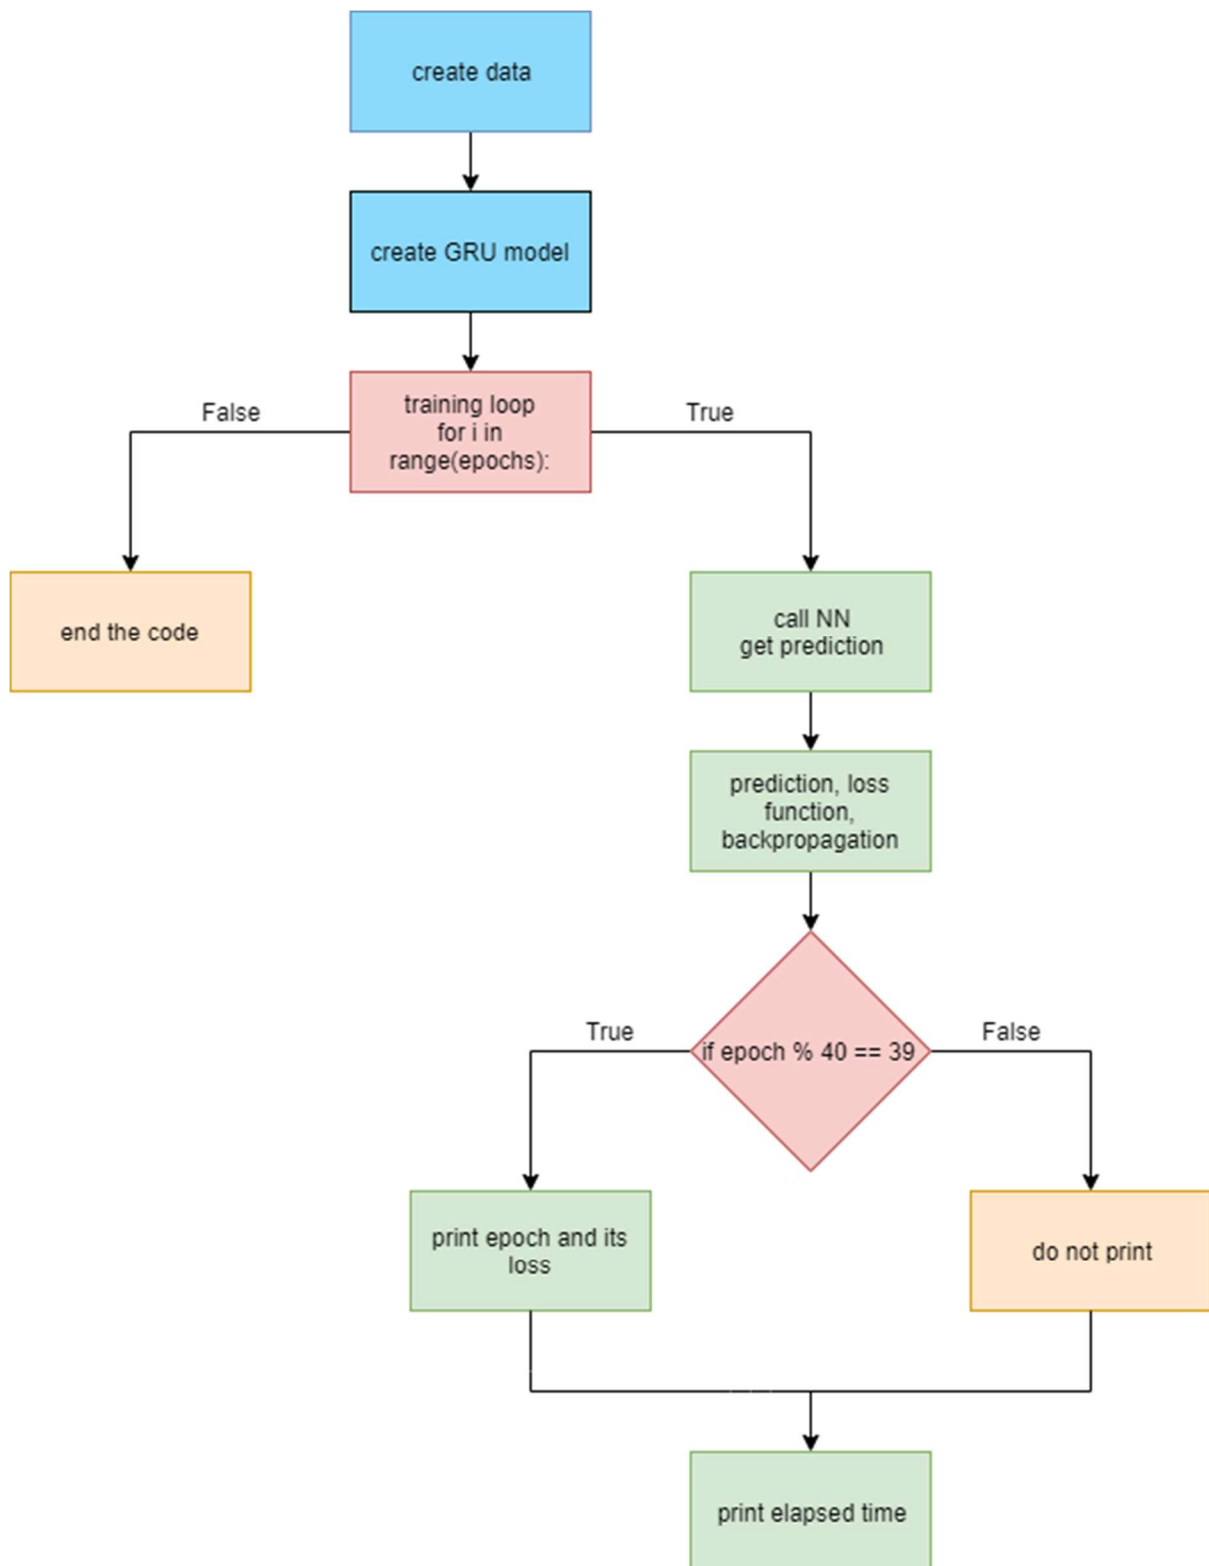 create data
create GRU model
training loop
for i in
range(epochs):
False
True
end the code
call NN
get prediction
prediction, loss
function,
backpropagation
if epoch % 40 == 39
True
False
print epoch and its
loss
do not print
print elapsed time